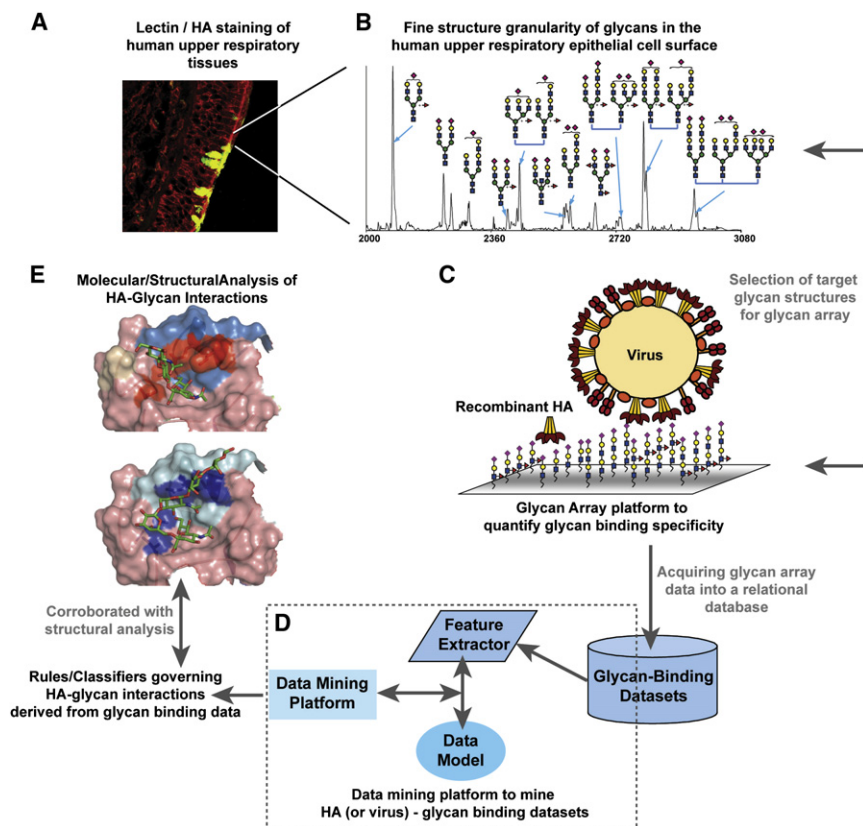 A
Lectin / HA staining of
human upper respiratory
tissues
B
Fine structure granularity of glycans in the
human upper respiratory epithelial cell surface
2000
2360
2720
3080
E
Molecular/StructuralAnalysis of
HA-Glycan Interactions
C
Selection of target
glycan structures
for glycan array
Virus
Recombinant HA
Glycan Array platform to
quantify glycan binding specificity
Acquiring glycan array
data into a relational
database
Corroborated with
structural analysis
D
Feature
Extractor
Glycan-Binding
Datasets
Rules/Classifiers governing
HA-glycan interactions
derived from glycan binding data
Data Mining
Platform
Data
Model
Data mining platform to mine
HA (or virus) - glycan binding datasets